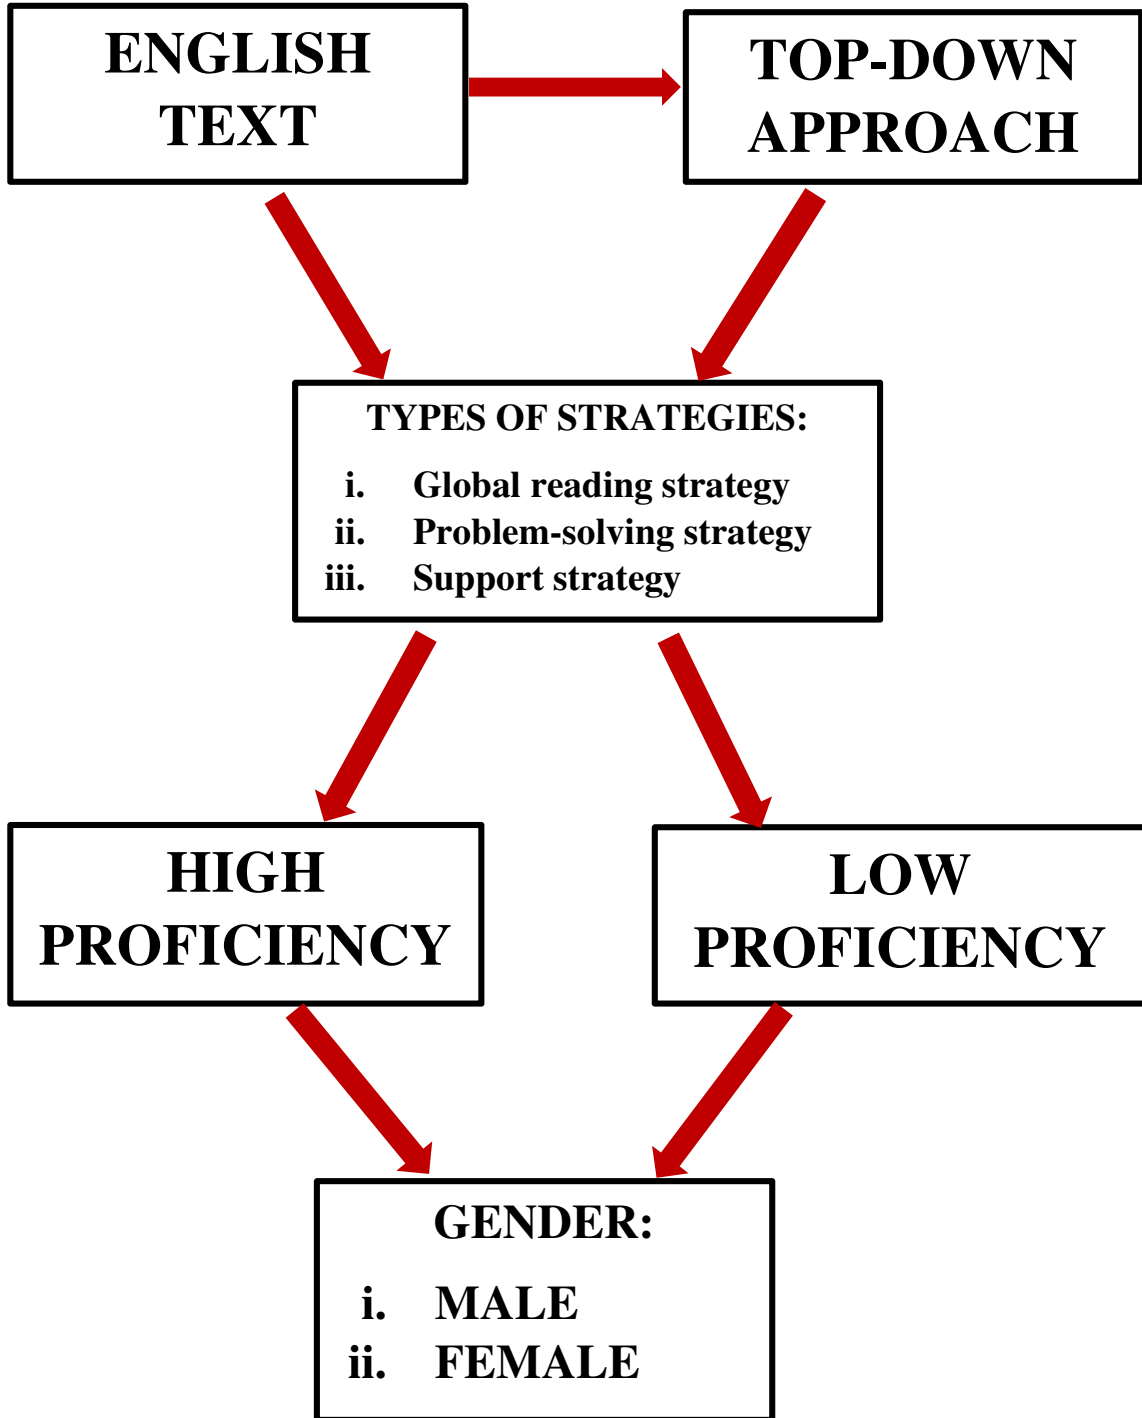 ENGLISH
TEXT
TOP-DOWN
APPROACH
TYPES OF STRATEGIES:
i. Global reading strategy
ii. Problem-solving strategy
iii. Support strategy
HIGH
PROFICIENCY
LOW
PROFICIENCY
GENDER:
i. MALE
ii. FEMALE